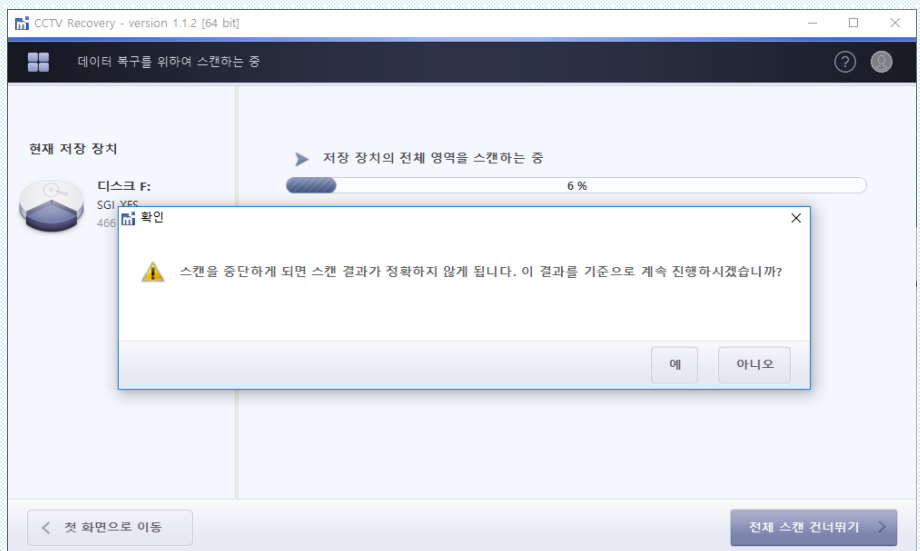 CCTV Recovery - version 1.1.2 [64 bit]
데이터 복구를 위하여 스캔하는 중
?
현재 저장 장치
저장 장치의 전체 영역을 스캔하는 중
디스크 F:
6 %
SGI XFS
466
확인
스캔을 중단하게 되면 스캔 결과가 정확하지 않게 됩니다. 이 결과를 기준으로 계속 진행하시겠습니까?
예
아니오
첫 화면으로 이동
전체 스캔 건너뛰기